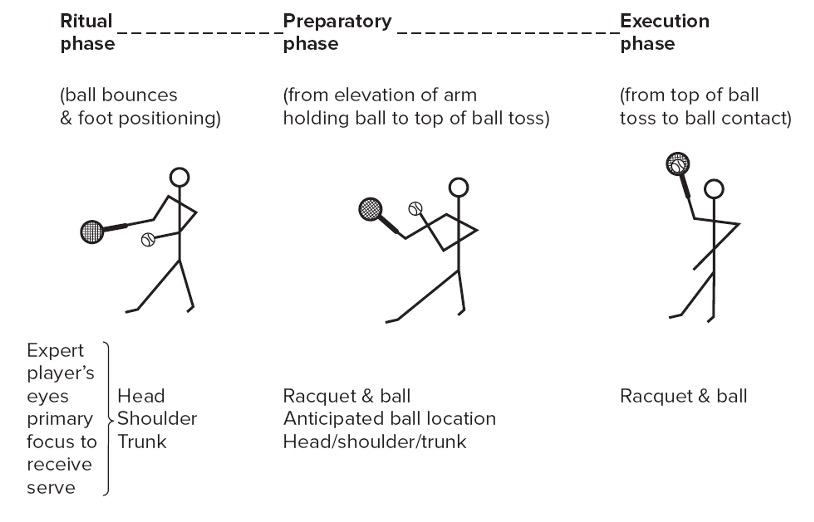 Ritual
phase
Preparatory
phase
Execution
phase
(ball bounces
& foot positioning)
(from elevation of arm
holding ball to top of ball toss)
(from top of ball
toss to ball contact)
Expert
player’s
eyes
primary
focus to
receive
serve
Head
Shoulder
Trunk
Racquet & ball
Anticipated ball location
Head/shoulder/trunk
Racquet & ball